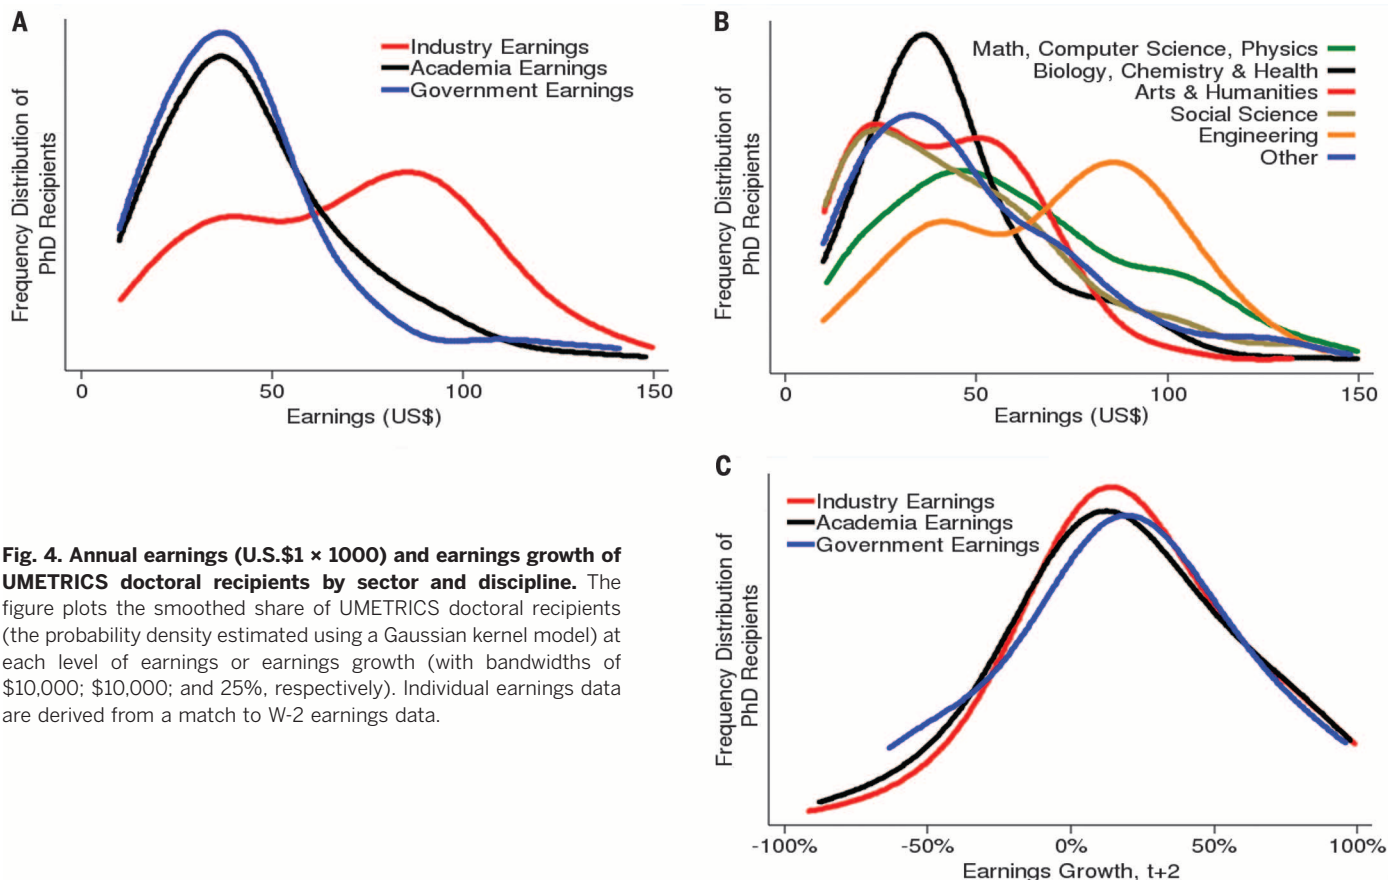 A
Industry Earnings
Academia Earnings
Government Earnings
Frequency Distribution of
PhD Recipients
0
50
100
150
Earnings (US$)
B
Math, Computer Science, Physics
Biology, Chemistry & Health
Arts & Humanities
Social Science
Engineering
Other
Frequency Distribution of
PhD Recipients
0
50
100
150
Earnings (US$)
Fig. 4. Annual earnings (U.S.$1 × 1000) and earnings growth of
UMETRICS doctoral recipients by sector and discipline. The
figure plots the smoothed share of UMETRICS doctoral recipients
(the probability density estimated using a Gaussian kernel model) at
each level of earnings or earnings growth (with bandwidths of
$10,000; $10,000; and 25%, respectively). Individual earnings data
are derived from a match to W-2 earnings data.
C
Industry Earnings
Academia Earnings
Government Earnings
Frequency Distribution of
PhD Recipients
-100%
-50%
0%
50%
100%
Earnings Growth, t+2